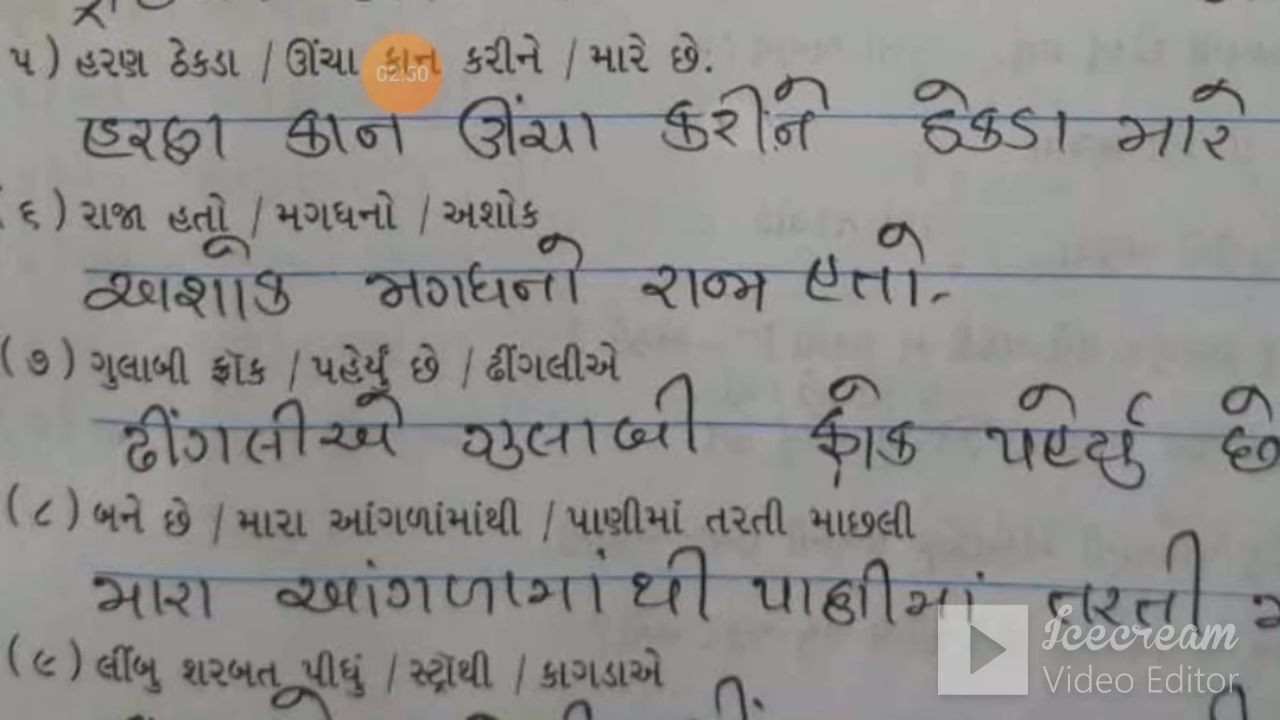 ૫) હરણ ઠેકડા / ઊંચા કાન કરીને / મારે છે.
02:50
હરણ કાન ઊંચા કરીને ઠેકડા મારે
(૬) રાજા હતો / મગધનો / અશોક
અશોક મગધનો રાજા હતો.
(૭) ગુલાબી ફ્રૉક / પહેર્યું છે / ઢીંગલીએ
ઢીંગલીએ ગુલાબી ફ્રોક પહેર્યુ છે
(૮) બને છે / મારા આંગળાંમાંથી / પાણીમાં તરતી માછલી
મારા આંગળામાંથી પાણીમાં તરતી
(૯) લીંબુ શરબત પીધું / સ્ટ્રૉથી / કાગડાએ
Icecream
Video Editor